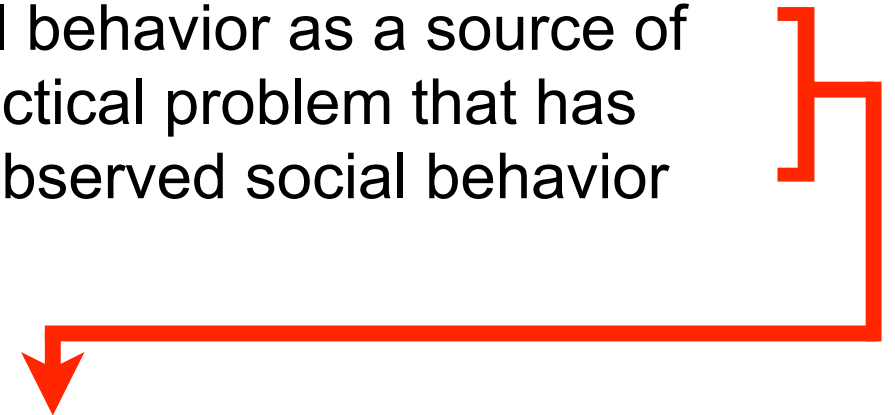 l behavior as a source of
ctical problem that has
bserved social behavior